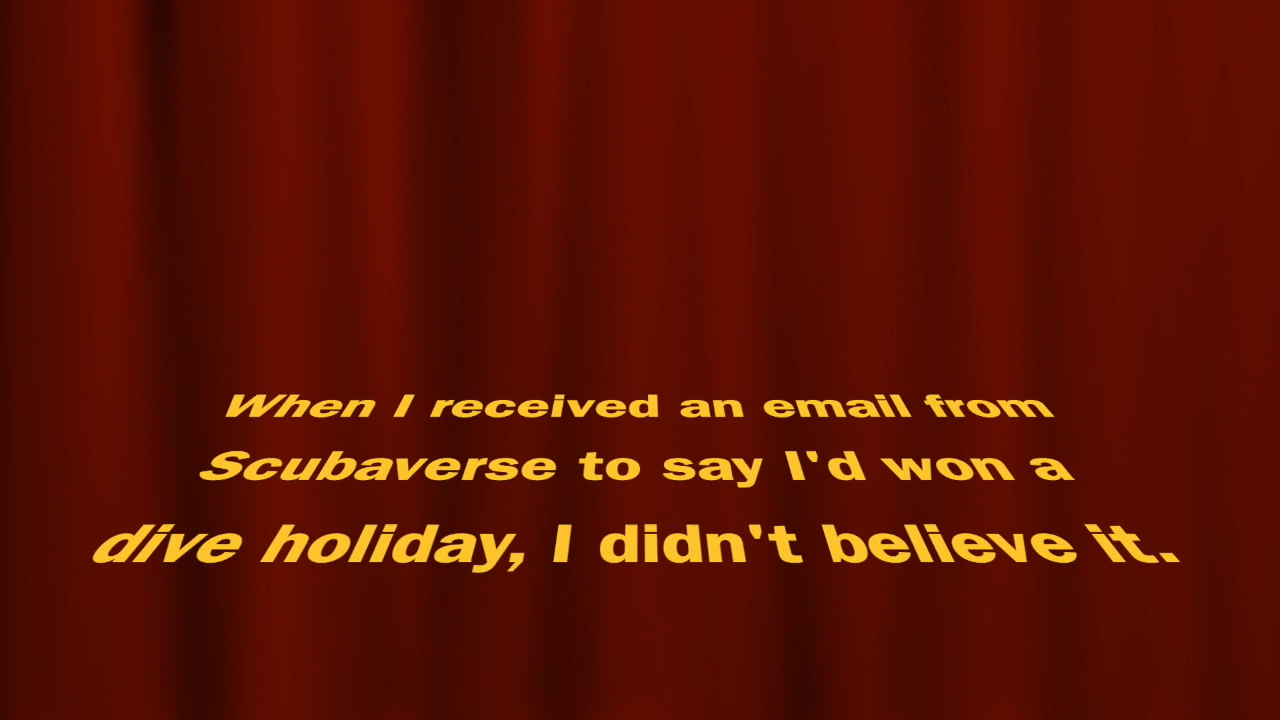 When I received an email from
Scubaverse to say I'd won a
dive holiday, I didn't believe it.